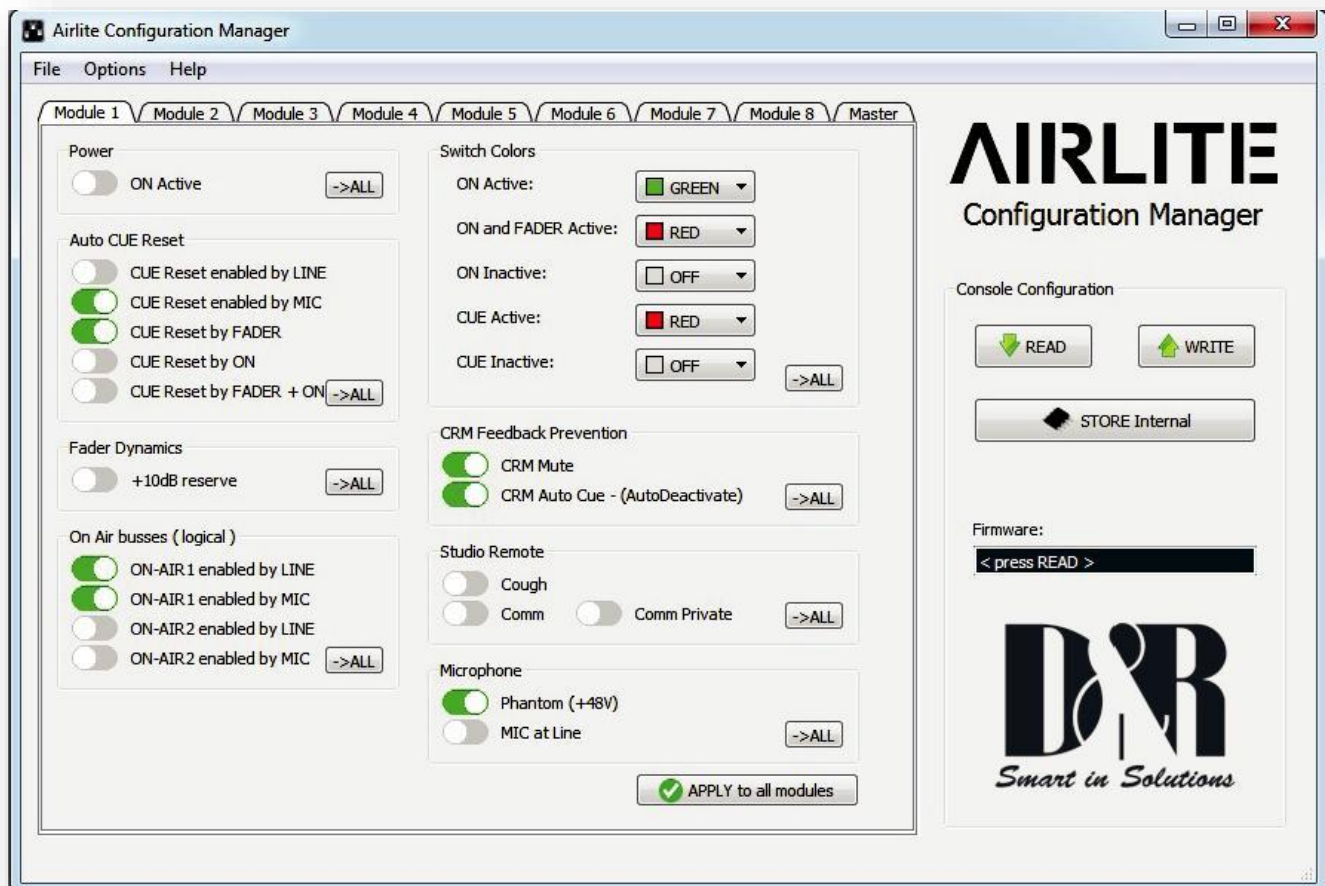 Airlite Configuration Manager
File Options Help
Module 1 Module 2 Module 3 Module 4 Module 5 Module 6 Module 7 Module 8 Master
Power
ON Active ->ALL
Auto CUE Reset
CUE Reset enabled by LINE
CUE Reset enabled by MIC
CUE Reset by FADER
CUE Reset by ON
CUE Reset by FADER + ON ->ALL
Fader Dynamics
+10dB reserve ->ALL
On Air busses ( logical )
ON-AIR1 enabled by LINE
ON-AIR1 enabled by MIC
ON-AIR2 enabled by LINE
ON-AIR2 enabled by MIC ->ALL
Switch Colors
ON Active: GREEN
ON and FADER Active: RED
ON Inactive: OFF
CUE Active: RED
CUE Inactive: OFF
->ALL
CRM Feedback Prevention
CRM Mute
CRM Auto Cue - (AutoDeactivate) ->ALL
Studio Remote
Cough
Comm Comm Private ->ALL
Microphone
Phantom (+48V)
MIC at Line ->ALL
APPLY to all modules
AIRLITE
Configuration Manager
Console Configuration
READ WRITE
STORE Internal
Firmware:
< press READ >
D&R
Smart in Solutions